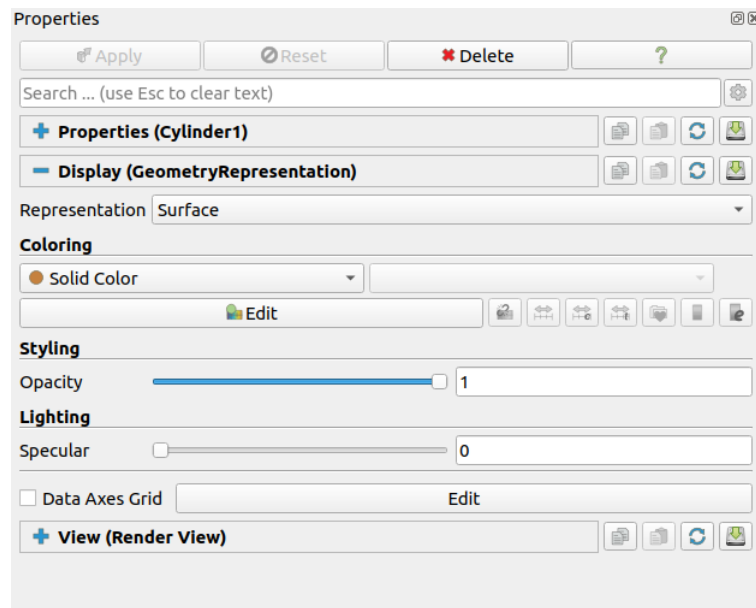 Properties
Apply Reset Delete ?
Search ... (use Esc to clear text)
Properties (Cylinder1)
Display (GeometryRepresentation)
Representation Surface
Coloring
Solid Color
Edit
Styling
Opacity 1
Lighting
Specular 0
Data Axes Grid Edit
View (Render View)